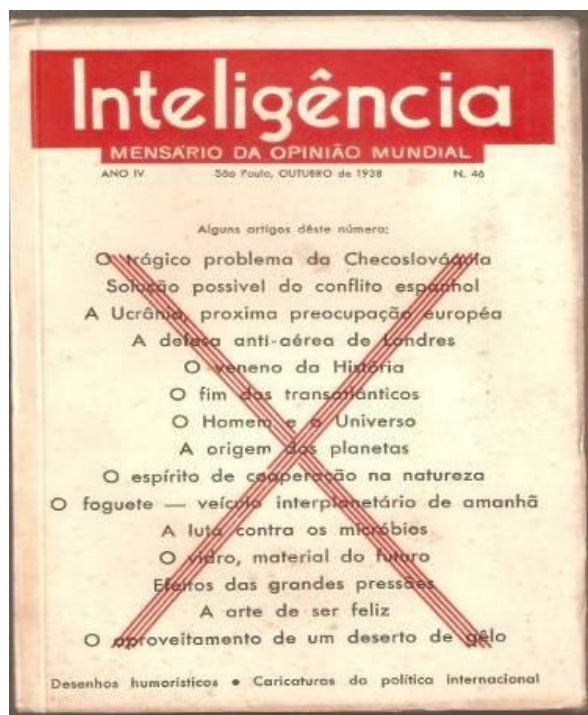 Inteligência
MENSÁRIO DA OPINIÃO MUNDIAL
ANO IV São Paulo, OUTUBRO de 1938 N. 46
Alguns artigos dêste número:
O trágico problema da Checoslováquia
Solução possivel do conflito espanhol
A Ucrânia, proxima preocupação européa
A defesa anti-aérea de Londres
O veneno da História
O fim dos transatlânticos
O Homem e o Universo
A origem dos planetas
O espírito de cooperação na natureza
O foguete — veículo interplanetário de amanhã
A luta contra os micróbios
O vidro, material do futuro
Efeitos das grandes pressões
A arte de ser feliz
O aproveitamento de um deserto de gêlo
Desenhos humorísticos • Caricaturas da política internacional